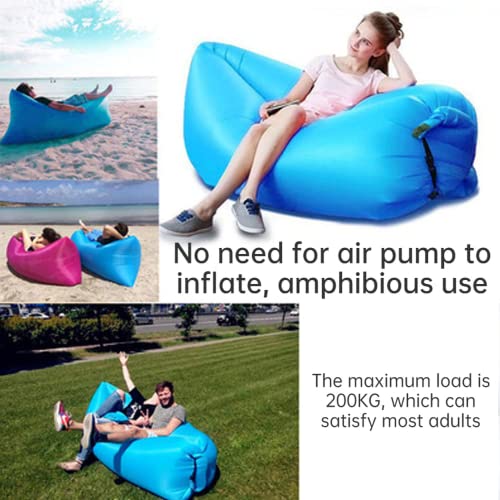 No need for air pump to
inflate, amphibious use
The maximum load is
200KG, which can
satisfy most adults